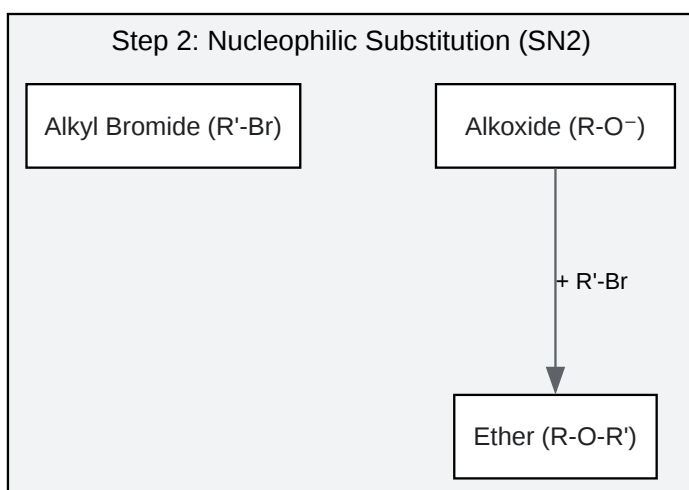 Step 2: Nucleophilic Substitution (SN2)
Alkyl Bromide (R'-Br)
Alkoxide (R-O⁻)
+ R'-Br
Ether (R-O-R')